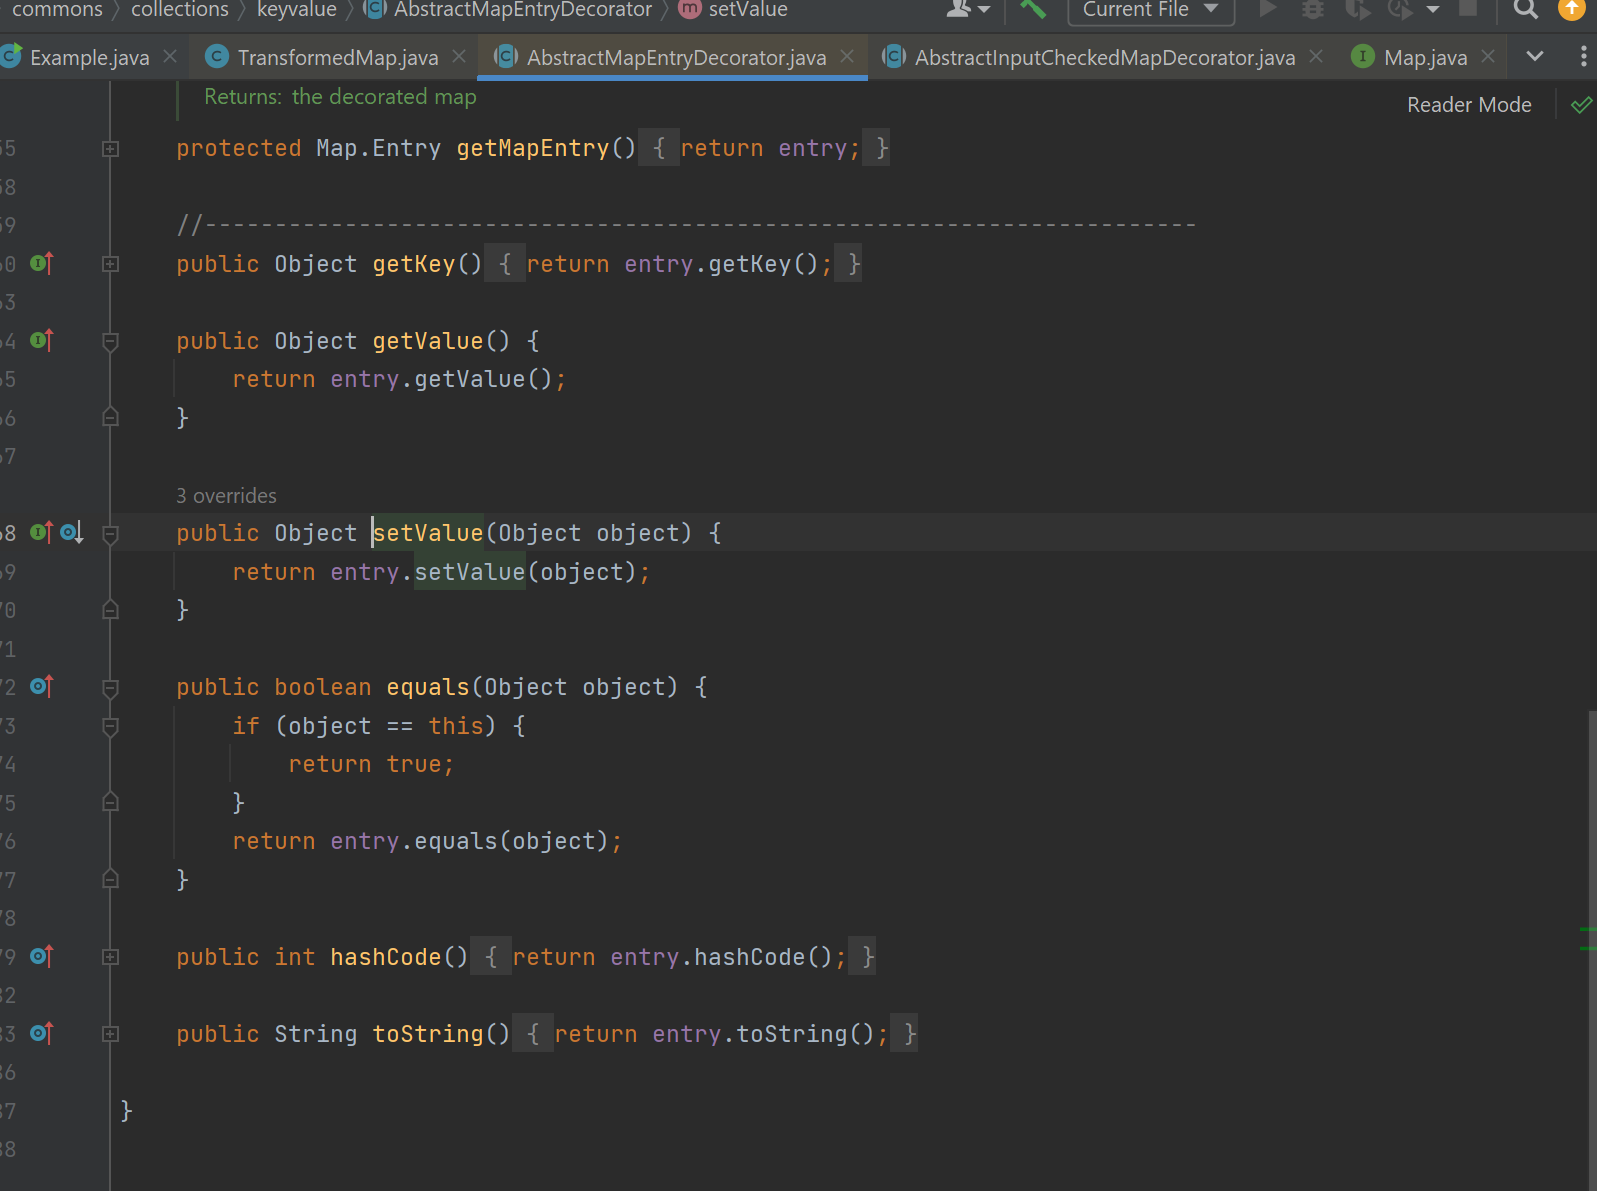 commons collections keyvalue AbstractMapEntryDecorator setValue Current File
Example.java TransformedMap.java AbstractMapEntryDecorator.java AbstractInputCheckedMapDecorator.java Map.java
Returns: the decorated map
Reader Mode
55 protected Map.Entry getMapEntry() { return entry; }
58
59 //-----------------------------------------------------------------------
60 public Object getKey() { return entry.getKey(); }
63
64 public Object getValue() {
65 return entry.getValue();
66 }
67
3 overrides
68 public Object setValue(Object object) {
69 return entry.setValue(object);
70 }
71
72 public boolean equals(Object object) {
73 if (object == this) {
74 return true;
75 }
76 return entry.equals(object);
77 }
78
79 public int hashCode() { return entry.hashCode(); }
82
83 public String toString() { return entry.toString(); }
86
87 }
88